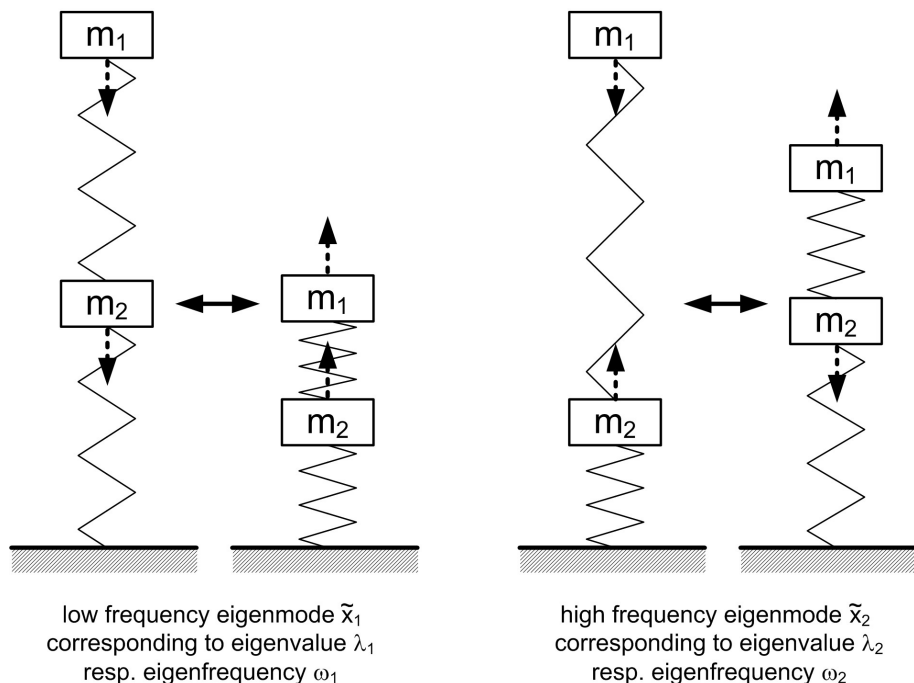 m₁
m₂
m₁
m₂
m₁
m₂
m₁
m₂
low frequency eigenmode x̃₁
corresponding to eigenvalue λ₁
resp. eigenfrequency ω₁
high frequency eigenmode x̃₂
corresponding to eigenvalue λ₂
resp. eigenfrequency ω₂